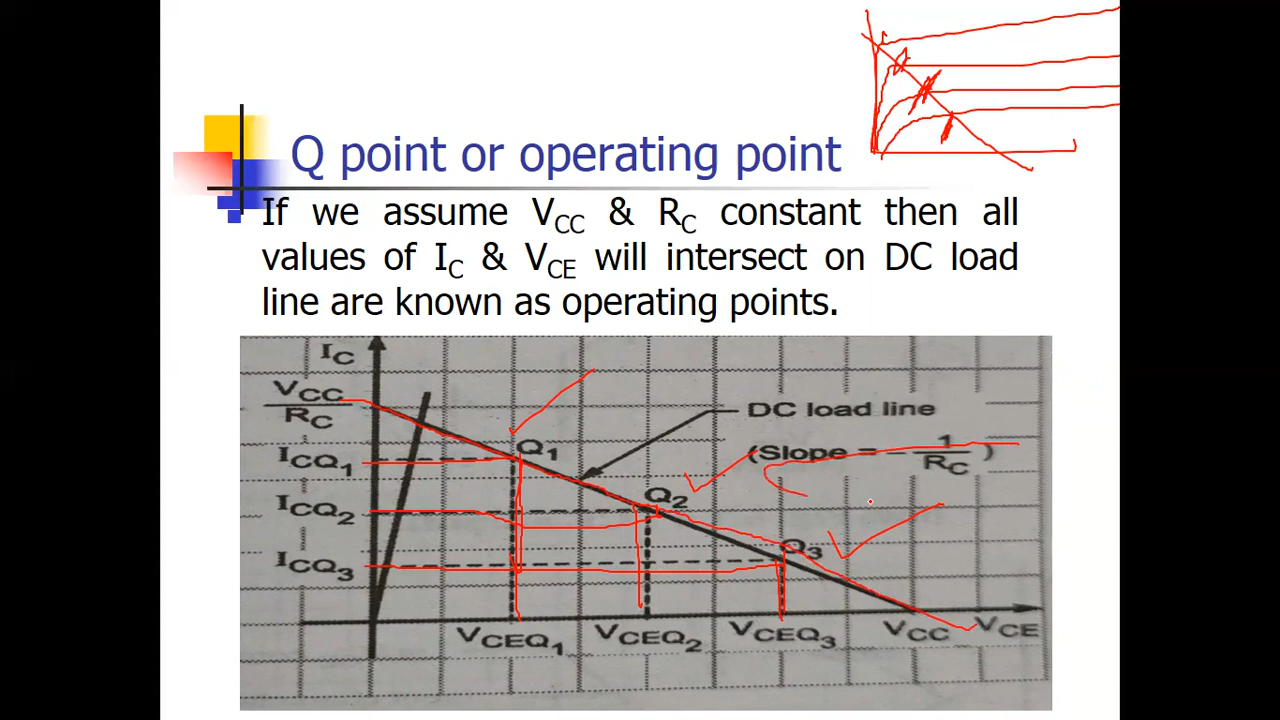 Q point or operating point
If we assume VCC & RC constant then all
values of IC & VCE will intersect on DC load
line are known as operating points.
IC
VCC
RC
DC load line
(Slope = - 1/RC)
ICQ1
Q1
ICQ2
Q2
ICQ3
Q3
VCEQ1 VCEQ2 VCEQ3 VCC VCE